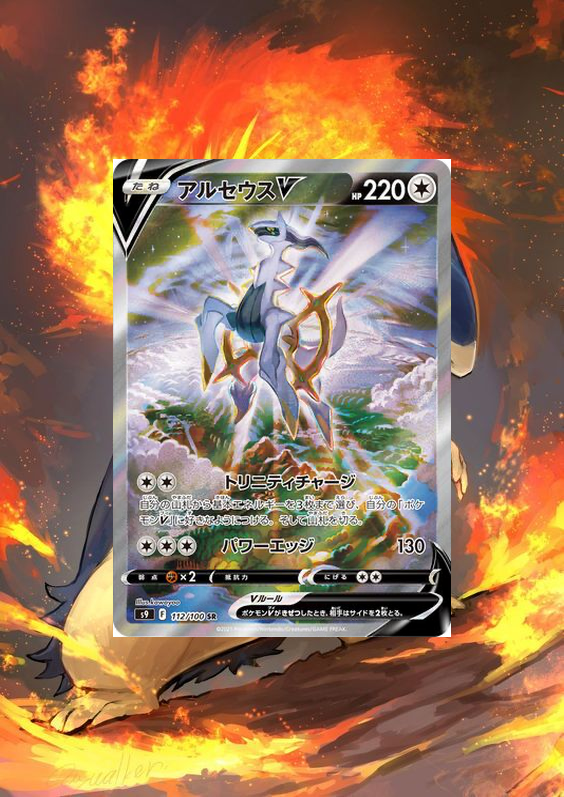 たね アルセウスV HP 220
トリニティチャージ
自分の山札から基本エネルギーを3枚まで選び、自分の「ポケ
モンV」に好きなようにつける。そして山札を切る。
パワーエッジ 130
弱点 ×2 抵抗力 にげる
Vルール
ポケモンVがきぜつしたとき、相手はサイドを2枚とる。
Illus. kawayoo
s9 F 112/100 SR